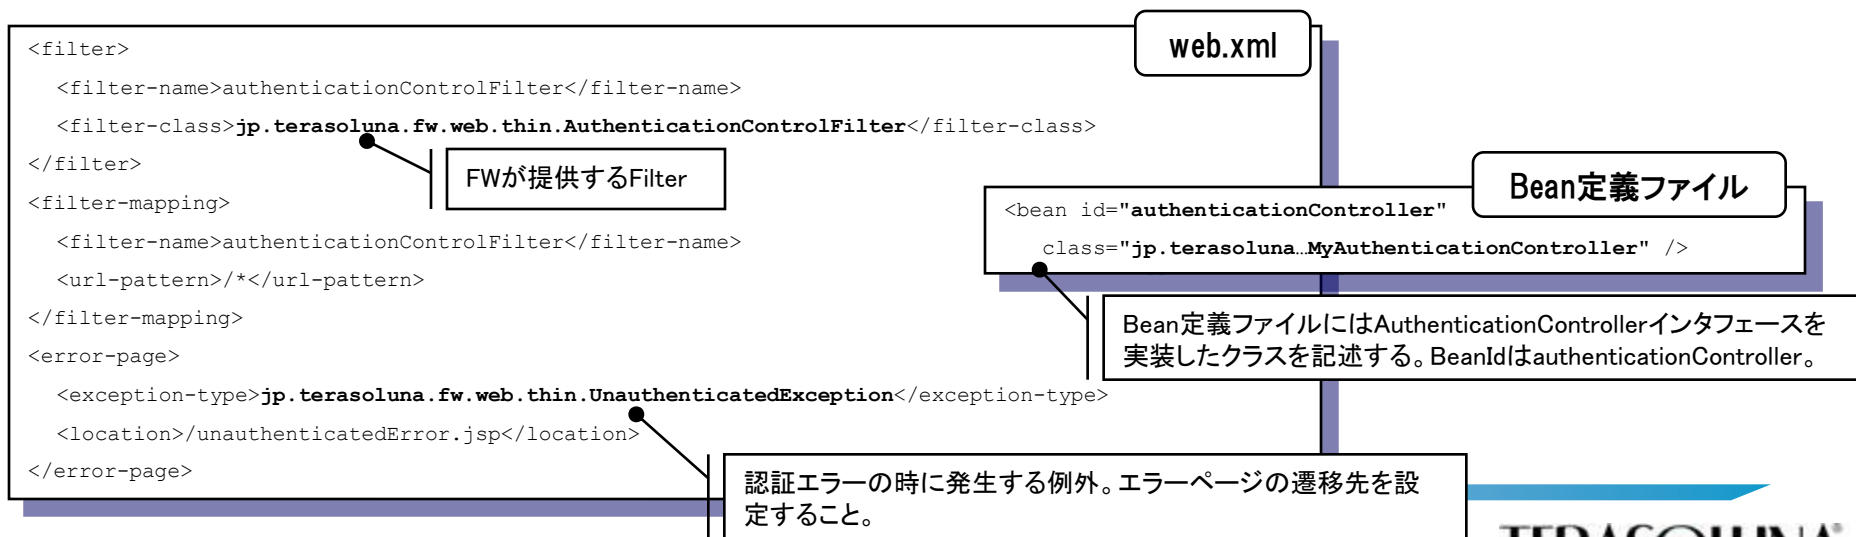 web.xml
<filter>
<filter-name>authenticationControlFilter</filter-name>
<filter-class>jp.terasoluna.fw.web.thin.AuthenticationControlFilter</filter-class>
</filter>
FWが提供するFilter
<filter-mapping>
<filter-name>authenticationControlFilter</filter-name>
<url-pattern>/*</url-pattern>
</filter-mapping>
<error-page>
<exception-type>jp.terasoluna.fw.web.thin.UnauthenticatedException</exception-type>
<location>/unauthenticatedError.jsp</location>
</error-page>
認証エラーの時に発生する例外。エラーページの遷移先を設
定すること。
Bean定義ファイル
<bean id="authenticationController"
class="jp.terasoluna…MyAuthenticationController" />
Bean定義ファイルにはAuthenticationControllerインタフェースを
実装したクラスを記述する。BeanIdはauthenticationController。
TERASOLUNA®